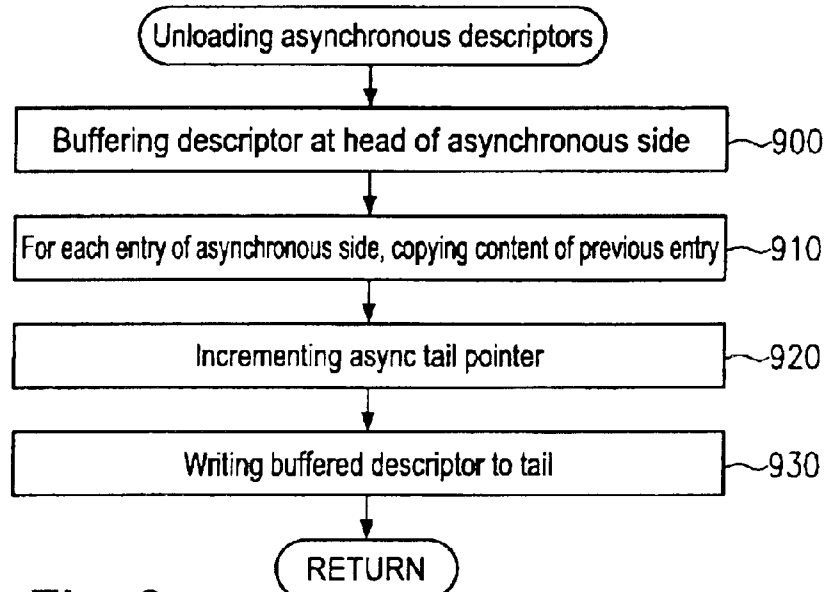 Unloading asynchronous descriptors
Buffering descriptor at head of asynchronous side
900
For each entry of asynchronous side, copying content of previous entry
910
Incrementing async tail pointer
920
Writing buffered descriptor to tail
930
RETURN